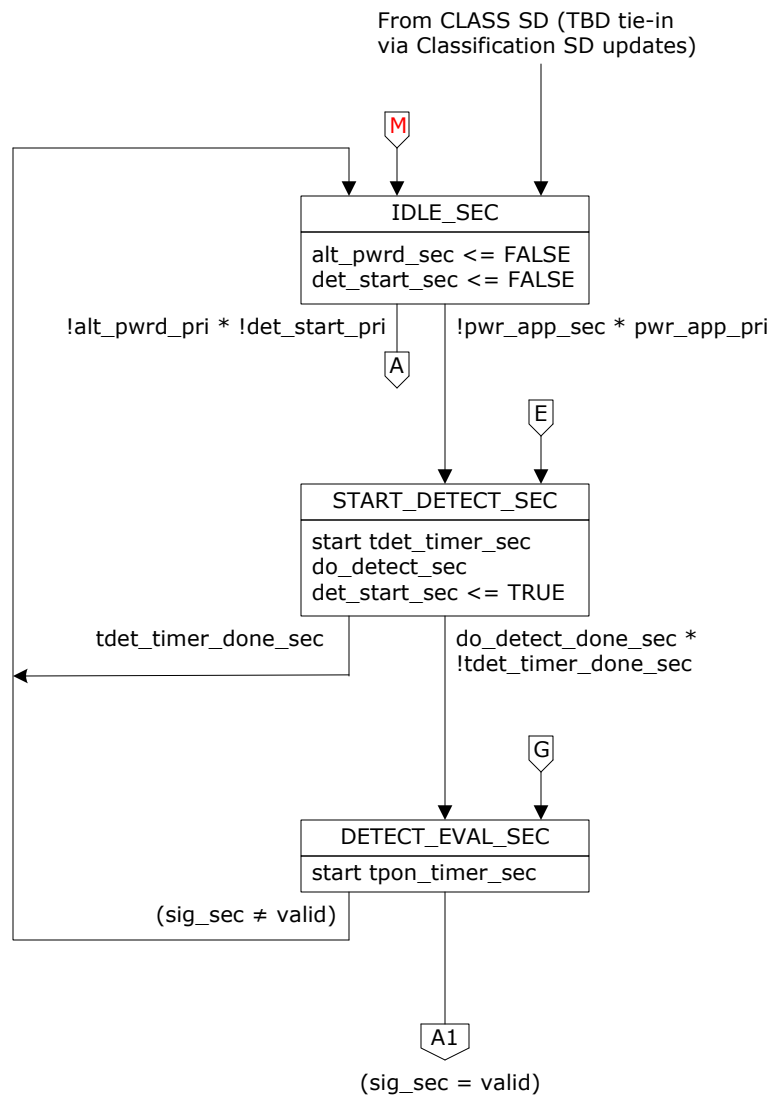 From CLASS SD (TBD tie-in
via Classification SD updates)
M
IDLE_SEC
alt_pwrd_sec <= FALSE
det_start_sec <= FALSE
!alt_pwrd_pri * !det_start_pri
!pwr_app_sec * pwr_app_pri
A
E
START_DETECT_SEC
start tdet_timer_sec
do_detect_sec
det_start_sec <= TRUE
tdet_timer_done_sec
do_detect_done_sec *
!tdet_timer_done_sec
G
DETECT_EVAL_SEC
start tpon_timer_sec
(sig_sec ≠ valid)
A1
(sig_sec = valid)